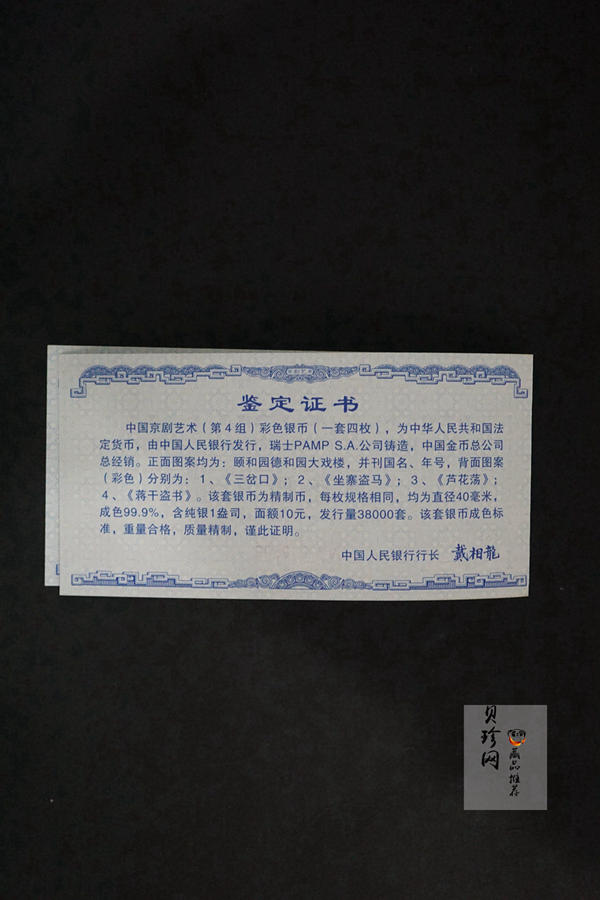 鉴定证书
中国京剧艺术（第4组）彩色银币（一套四枚），为中华人民共和国法
定货币，由中国人民银行发行，瑞士PAMP S.A.公司铸造，中国金币总公司
总经销。正面图案均为：颐和园德和园大戏楼，并刊国名、年号，背面图案
（彩色）分别为：1、《三岔口》；2、《坐寨盗马》；3、《芦花荡》；
4、《蒋干盗书》。该套银币为精制币，每枚规格相同，均为直径40毫米，
成色99.9%，含纯银1盎司，面额10元，发行量38000套。该套银币成色标
准，重量合格，质量精制，谨此证明。
中国人民银行行长 戴相龍
贝珍网
藏品推荐